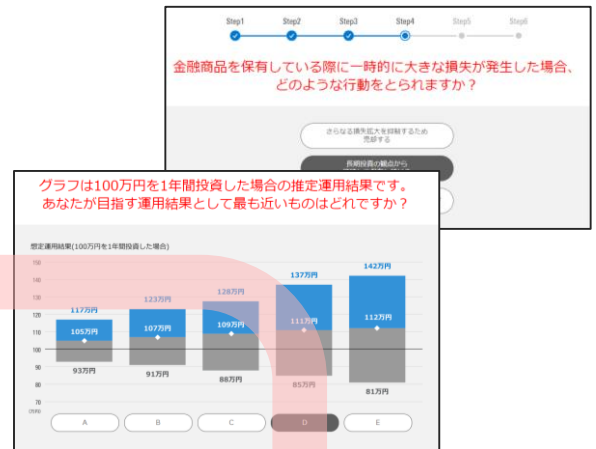 Step1 Step2 Step3 Step4 Step5 Step6
金融商品を保有している際に一時的に大きな損失が発生した場合、
どのような行動をとられますか？
さらなる損失拡大を抑制するため
売却する
長期投資の観点から
グラフは100万円を1年間投資した場合の推定運用結果です。
あなたが目指す運用結果として最も近いものはどれですか？
想定運用結果(100万円を1年間投資した場合)
150
140
130
120
110
100
90
80
70
(万円)
117万円 123万円 128万円 137万円 142万円
105万円 107万円 109万円 111万円 112万円
93万円 91万円 88万円 85万円 81万円
A B C D E